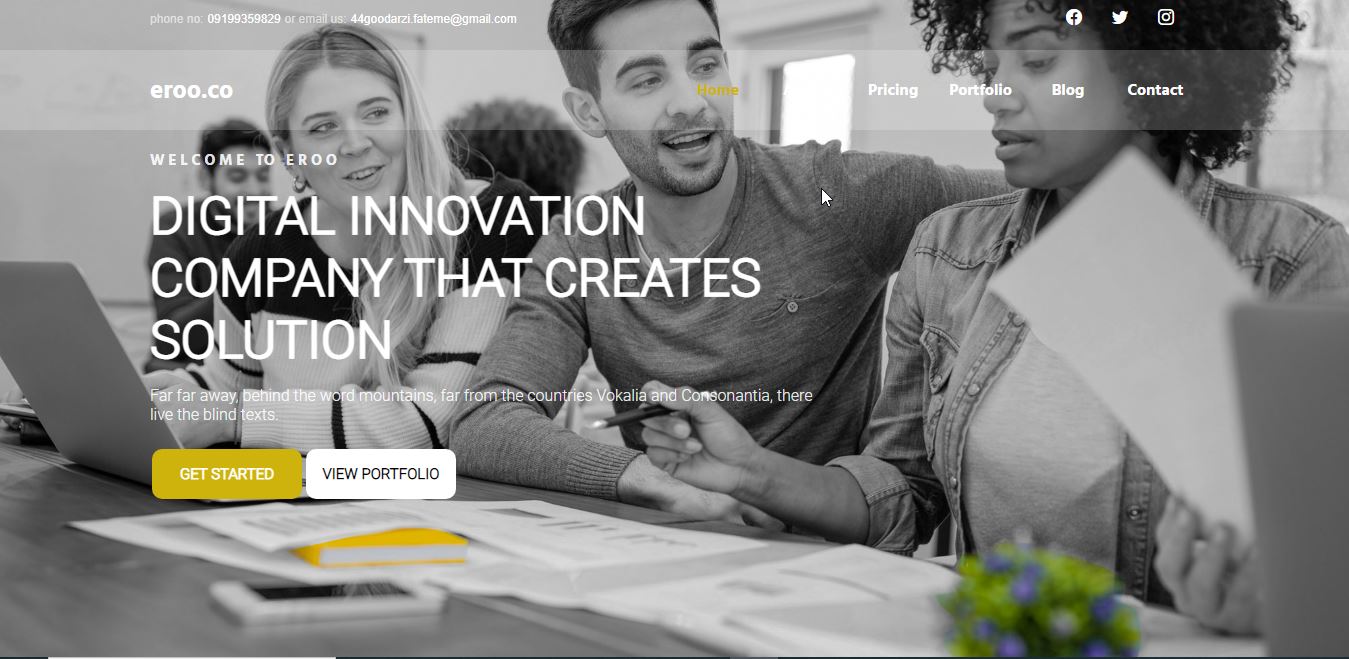 phone no: 09199359829 or email us: 44goodarzi.fateme@gmail.com
eroo.co
Home
Pricing
Portfolio
Blog
Contact
WELCOME TO EROO
DIGITAL INNOVATION
COMPANY THAT CREATES
SOLUTION
Far far away, behind the word mountains, far from the countries Vokalia and Consonantia, there
live the blind texts.
GET STARTED
VIEW PORTFOLIO